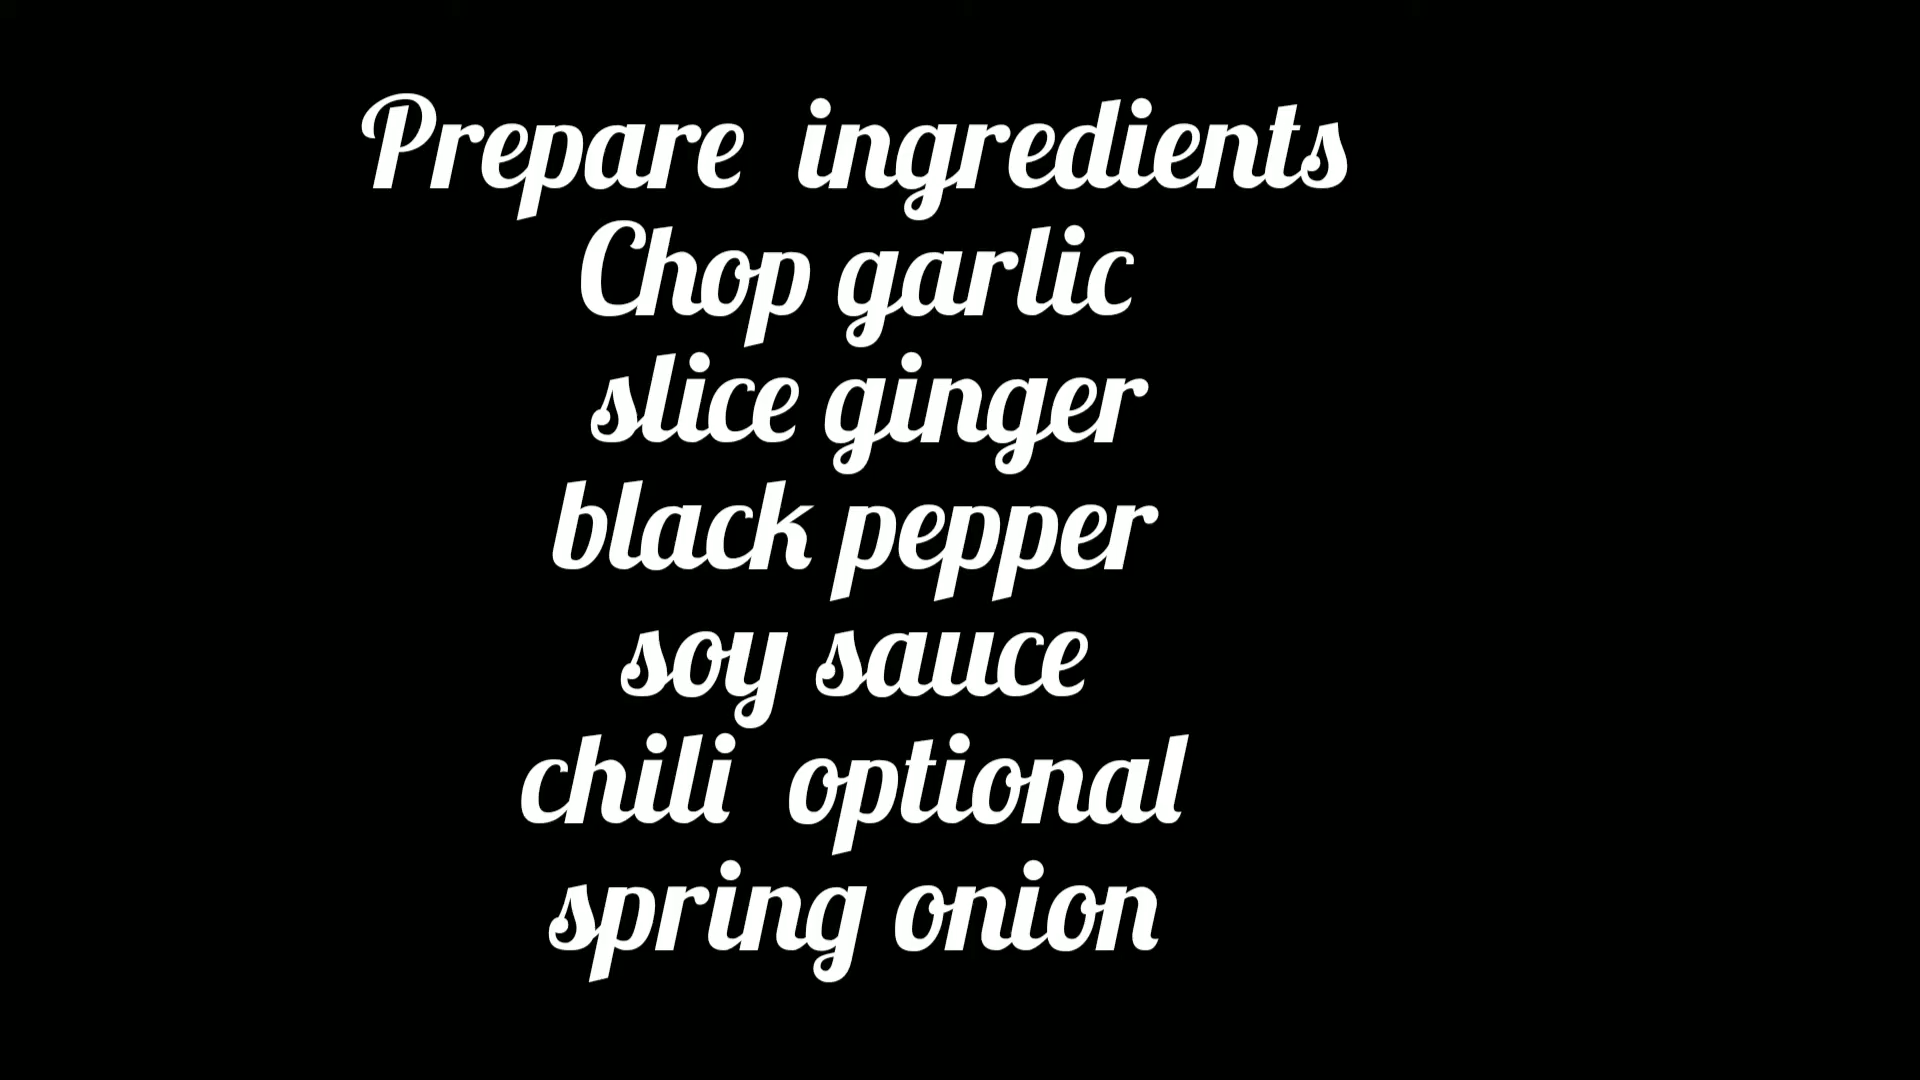 Prepare  ingredients
Chop garlic
slice ginger
black pepper
soy sauce
chili  optional
spring onion